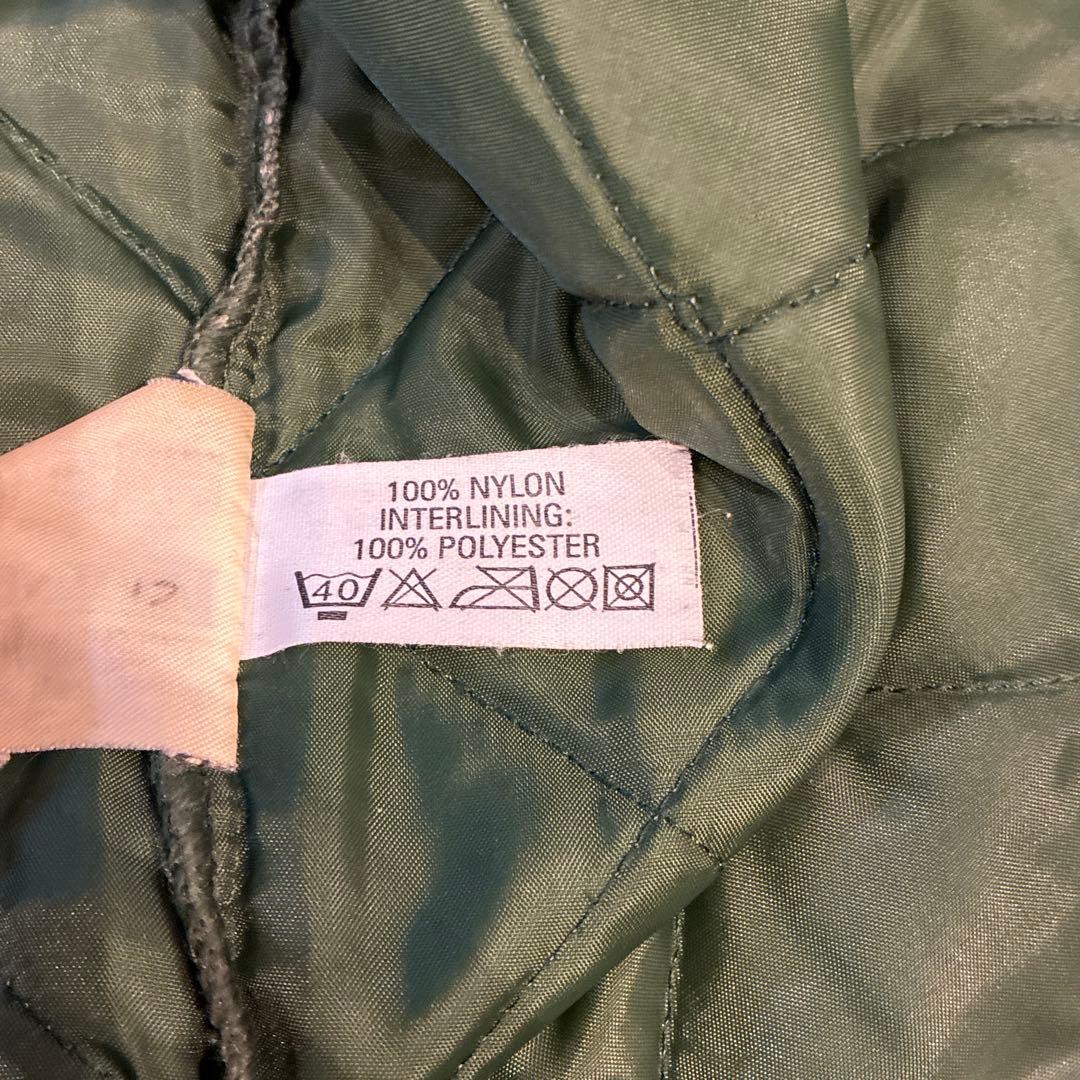 100% NYLON
INTERLINING:
100% POLYESTER
40